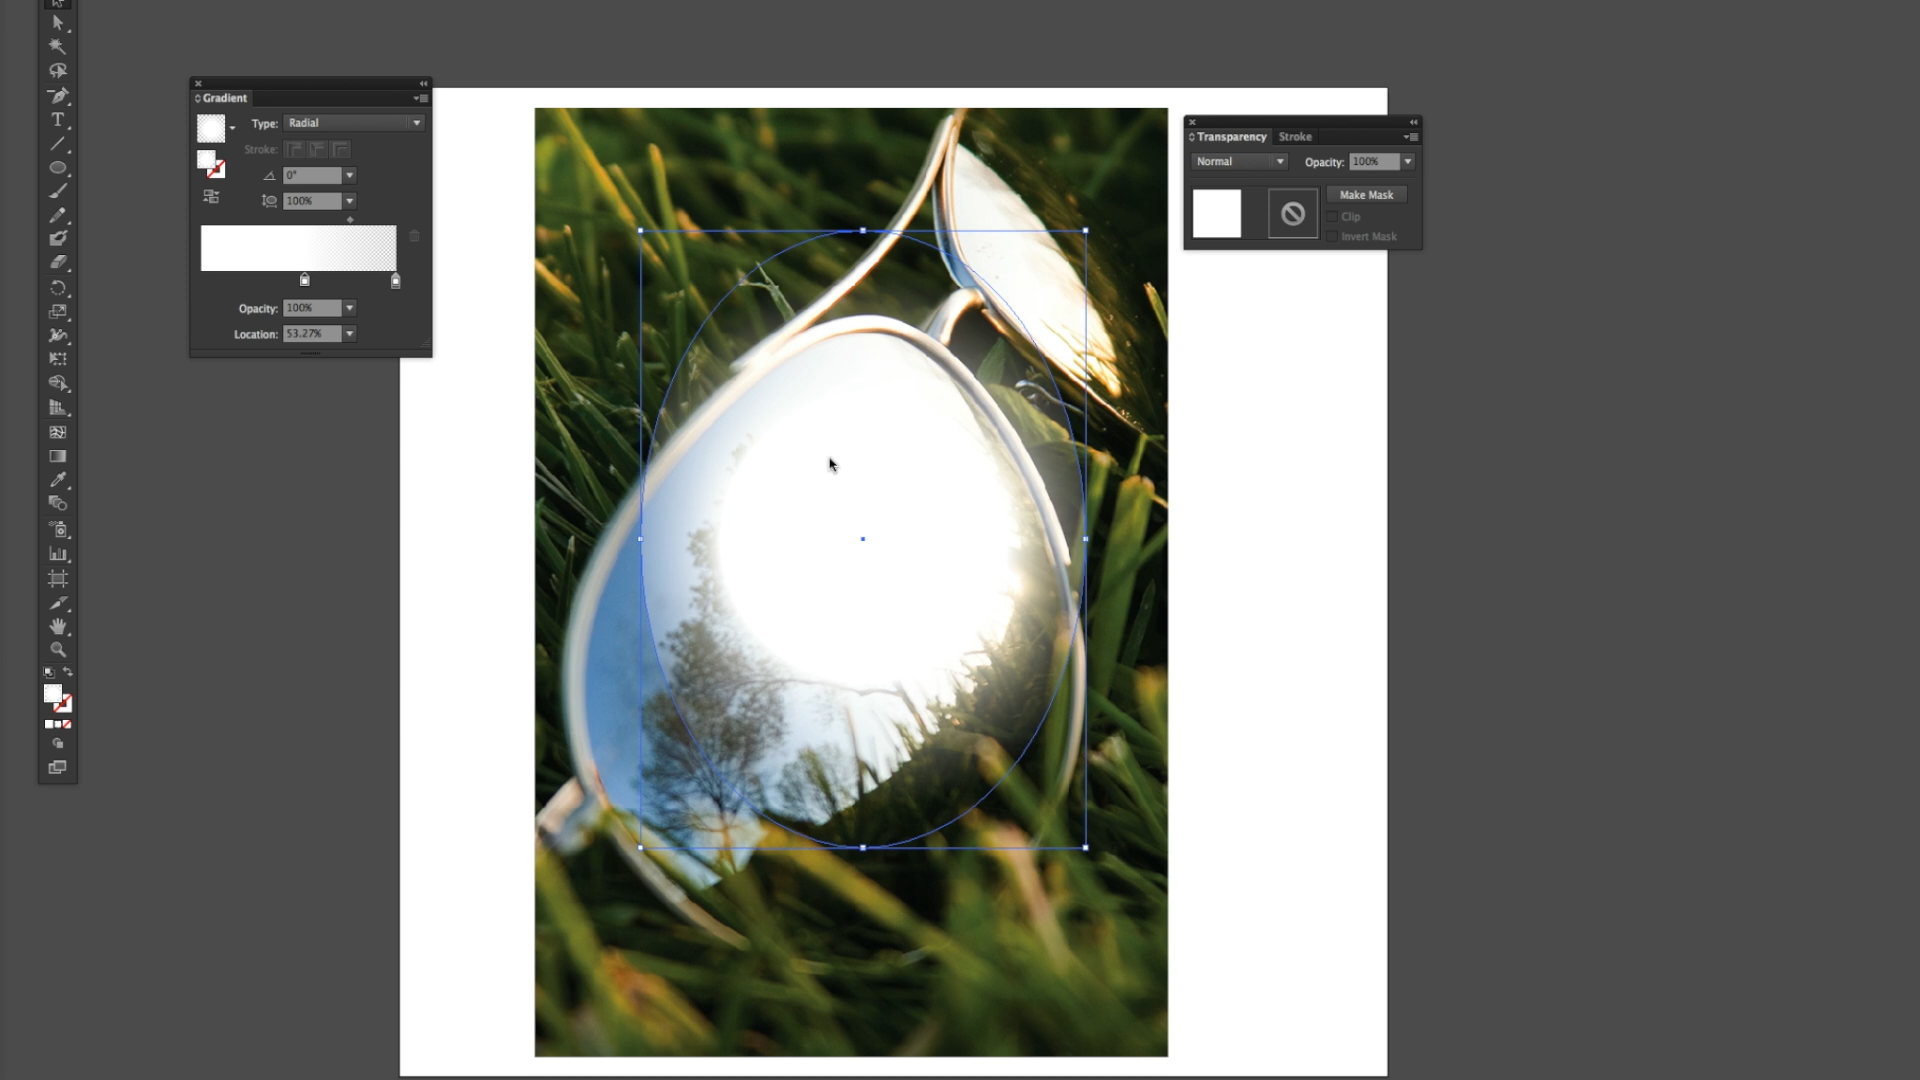 Gradient
Type: Radial
Stroke:
0°
100%
Opacity: 100%
Location: 53.27%
Transparency Stroke
Normal Opacity: 100%
Make Mask
Clip
Invert Mask